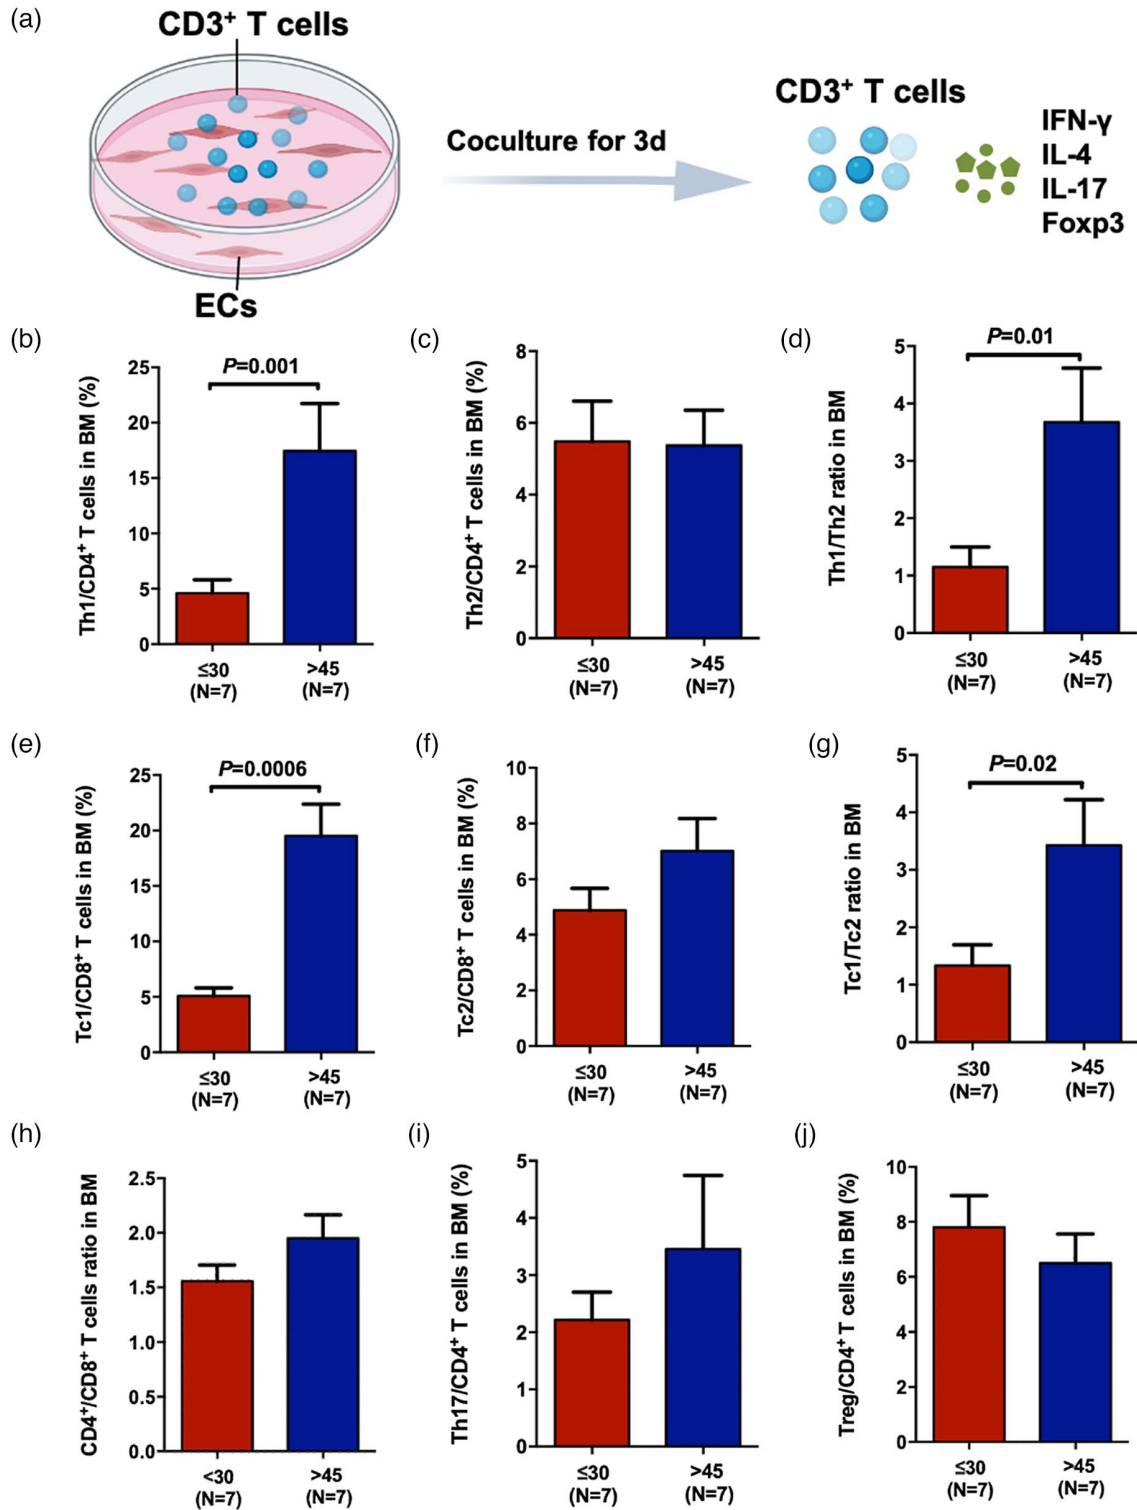 (a)
CD3⁺ T cells
ECs
Coculture for 3d
CD3⁺ T cells
IFN-γ
IL-4
IL-17
Foxp3
(b)
Th1/CD4⁺ T cells in BM (%)
25
20
15
10
5
0
P=0.001
≤30
(N=7)
>45
(N=7)
(c)
Th2/CD4⁺ T cells in BM (%)
8
6
4
2
0
≤30
(N=7)
>45
(N=7)
(d)
Th1/Th2 ratio in BM
5
4
3
2
1
0
P=0.01
≤30
(N=7)
>45
(N=7)
(e)
Tc1/CD8⁺ T cells in BM (%)
25
20
15
10
5
0
P=0.0006
≤30
(N=7)
>45
(N=7)
(f)
Tc2/CD8⁺ T cells in BM (%)
10
8
6
4
2
0
≤30
(N=7)
>45
(N=7)
(g)
Tc1/Tc2 ratio in BM
5
4
3
2
1
0
P=0.02
≤30
(N=7)
>45
(N=7)
(h)
CD4⁺/CD8⁺ T cells ratio in BM
2.5
2.0
1.5
1.0
0.5
0.0
<30
(N=7)
>45
(N=7)
(i)
Th17/CD4⁺ T cells in BM (%)
5
4
3
2
1
0
≤30
(N=7)
>45
(N=7)
(j)
Treg/CD4⁺ T cells in BM (%)
10
8
6
4
2
0
≤30
(N=7)
>45
(N=7)